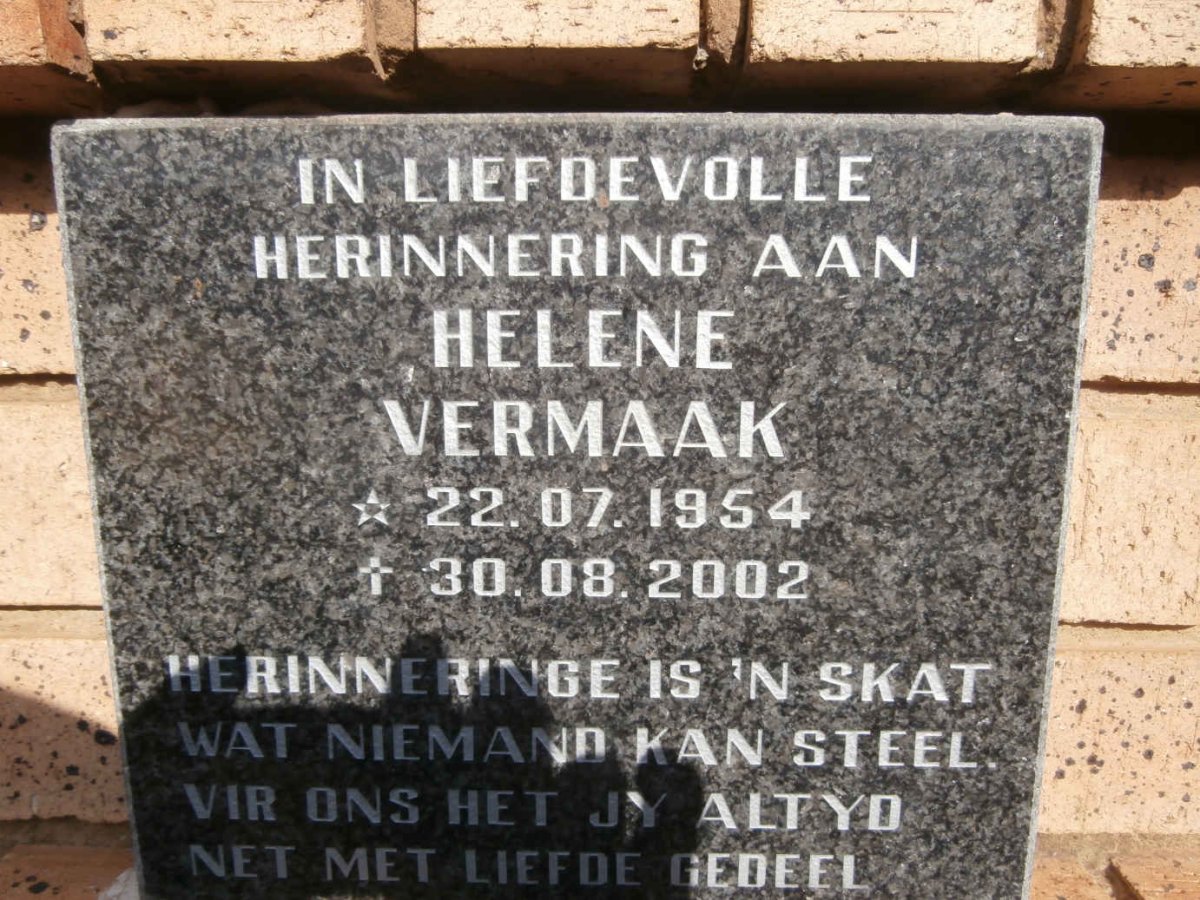 IN LIEFDEVOLLE
HERINNERING AAN
HELENE
VERMAAK
☆ 22.07.1954
✝ 30.08.2002
HERINNERINGE IS 'N SKAT
WAT NIEMAND KAN STEEL.
VIR ONS HET JY ALTYD
NET MET LIEFDE GEDEEL